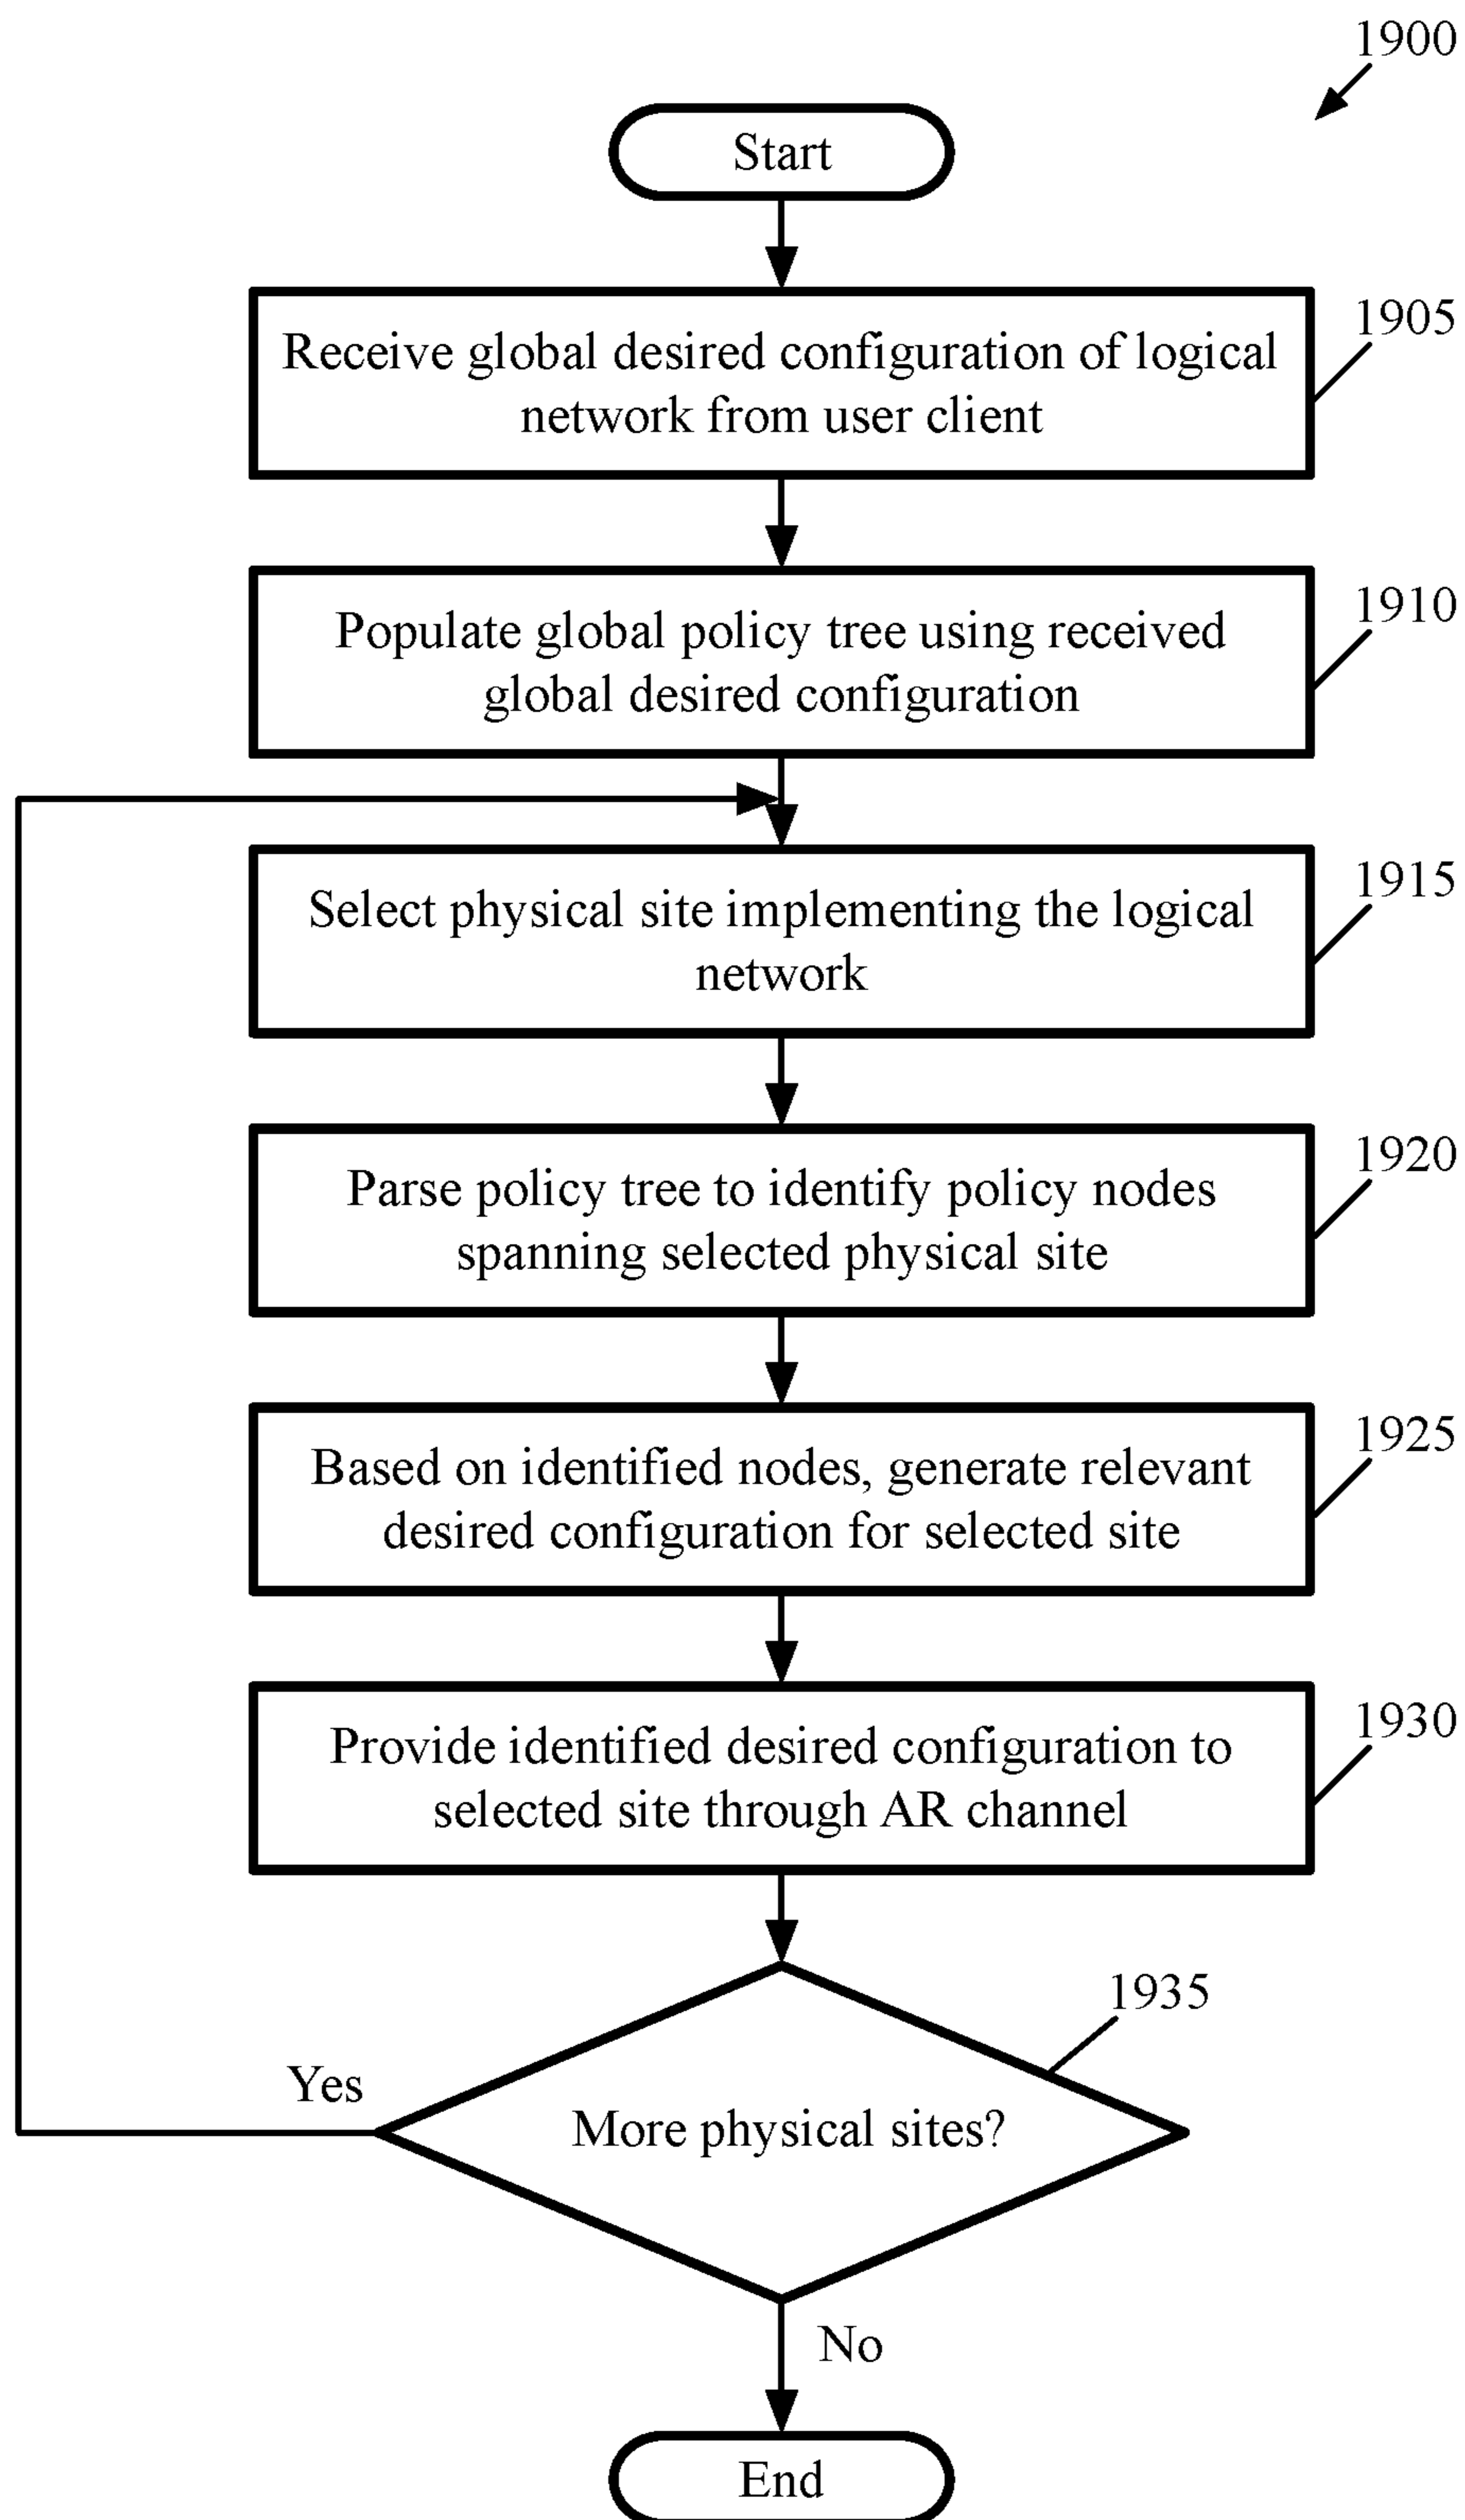 1900
Start
1905
Receive global desired configuration of logical
network from user client
1910
Populate global policy tree using received
global desired configuration
1915
Select physical site implementing the logical
network
1920
Parse policy tree to identify policy nodes
spanning selected physical site
1925
Based on identified nodes, generate relevant
desired configuration for selected site
1930
Provide identified desired configuration to
selected site through AR channel
1935
Yes
More physical sites?
No
End